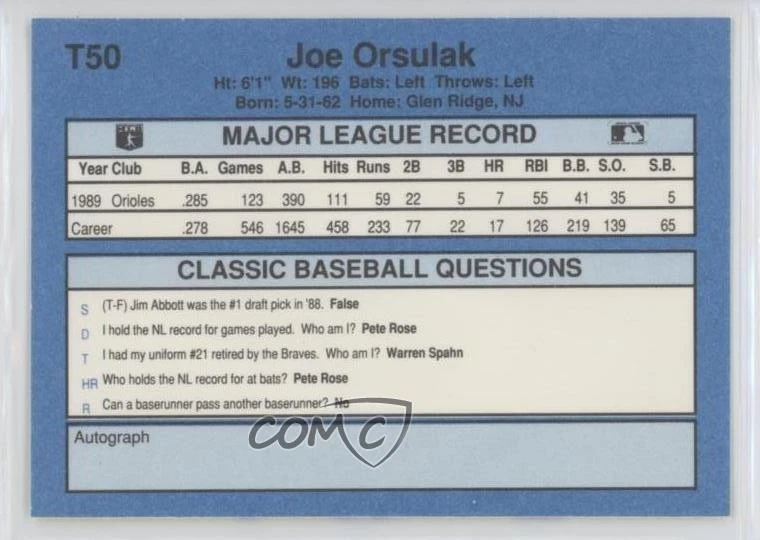 T50
Joe Orsulak
Ht: 6'1" Wt: 196 Bats: Left Throws: Left
Born: 5-31-62 Home: Glen Ridge, NJ
MAJOR LEAGUE RECORD
Year Club B.A. Games A.B. Hits Runs 2B 3B HR RBI B.B. S.O. S.B.
1989 Orioles .285 123 390 111 59 22 5 7 55 41 35 5
Career .278 546 1645 458 233 77 22 17 126 219 139 65
CLASSIC BASEBALL QUESTIONS
S (T-F) Jim Abbott was the #1 draft pick in '88. False
D I hold the NL record for games played. Who am I? Pete Rose
T I had my uniform #21 retired by the Braves. Who am I? Warren Spahn
HR Who holds the NL record for at bats? Pete Rose
R Can a baserunner pass another baserunner? No
Autograph
COMC